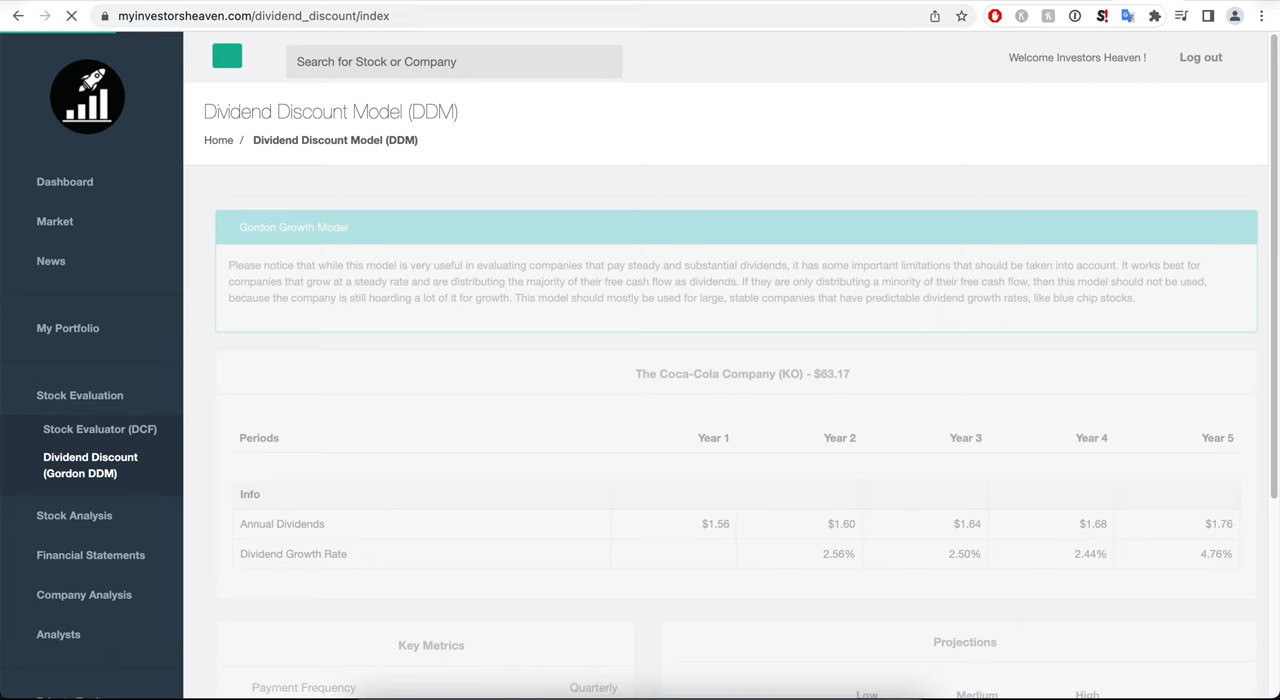 myinvestorsheaven.com/dividend_discount/index
Search for Stock or Company
Welcome Investors Heaven !
Log out
Dividend Discount Model (DDM)
Home / Dividend Discount Model (DDM)
Dashboard
Market
News
My Portfolio
Stock Evaluation
Stock Evaluator (DCF)
Dividend Discount
(Gordon DDM)
Stock Analysis
Financial Statements
Company Analysis
Analysts
Gordon Growth Model
Please notice that while this model is very useful in evaluating companies that pay steady and substantial dividends, it has some important limitations that should be taken into account. It works best for
companies that grow at a steady rate and are distributing the majority of their free cash flow as dividends. If they are only distributing a minority of their free cash flow, then this model should not be used,
because the company is still hoarding a lot of it for growth. This model should mostly be used for large, stable companies that have predictable dividend growth rates, like blue chip stocks.
The Coca-Cola Company (KO) - $63.17
Periods Year 1 Year 2 Year 3 Year 4 Year 5
Info
Annual Dividends $1.56 $1.60 $1.64 $1.68 $1.76
Dividend Growth Rate 2.56% 2.50% 2.44% 4.76%
Key Metrics
Payment Frequency Quarterly
Projections
Low Medium High